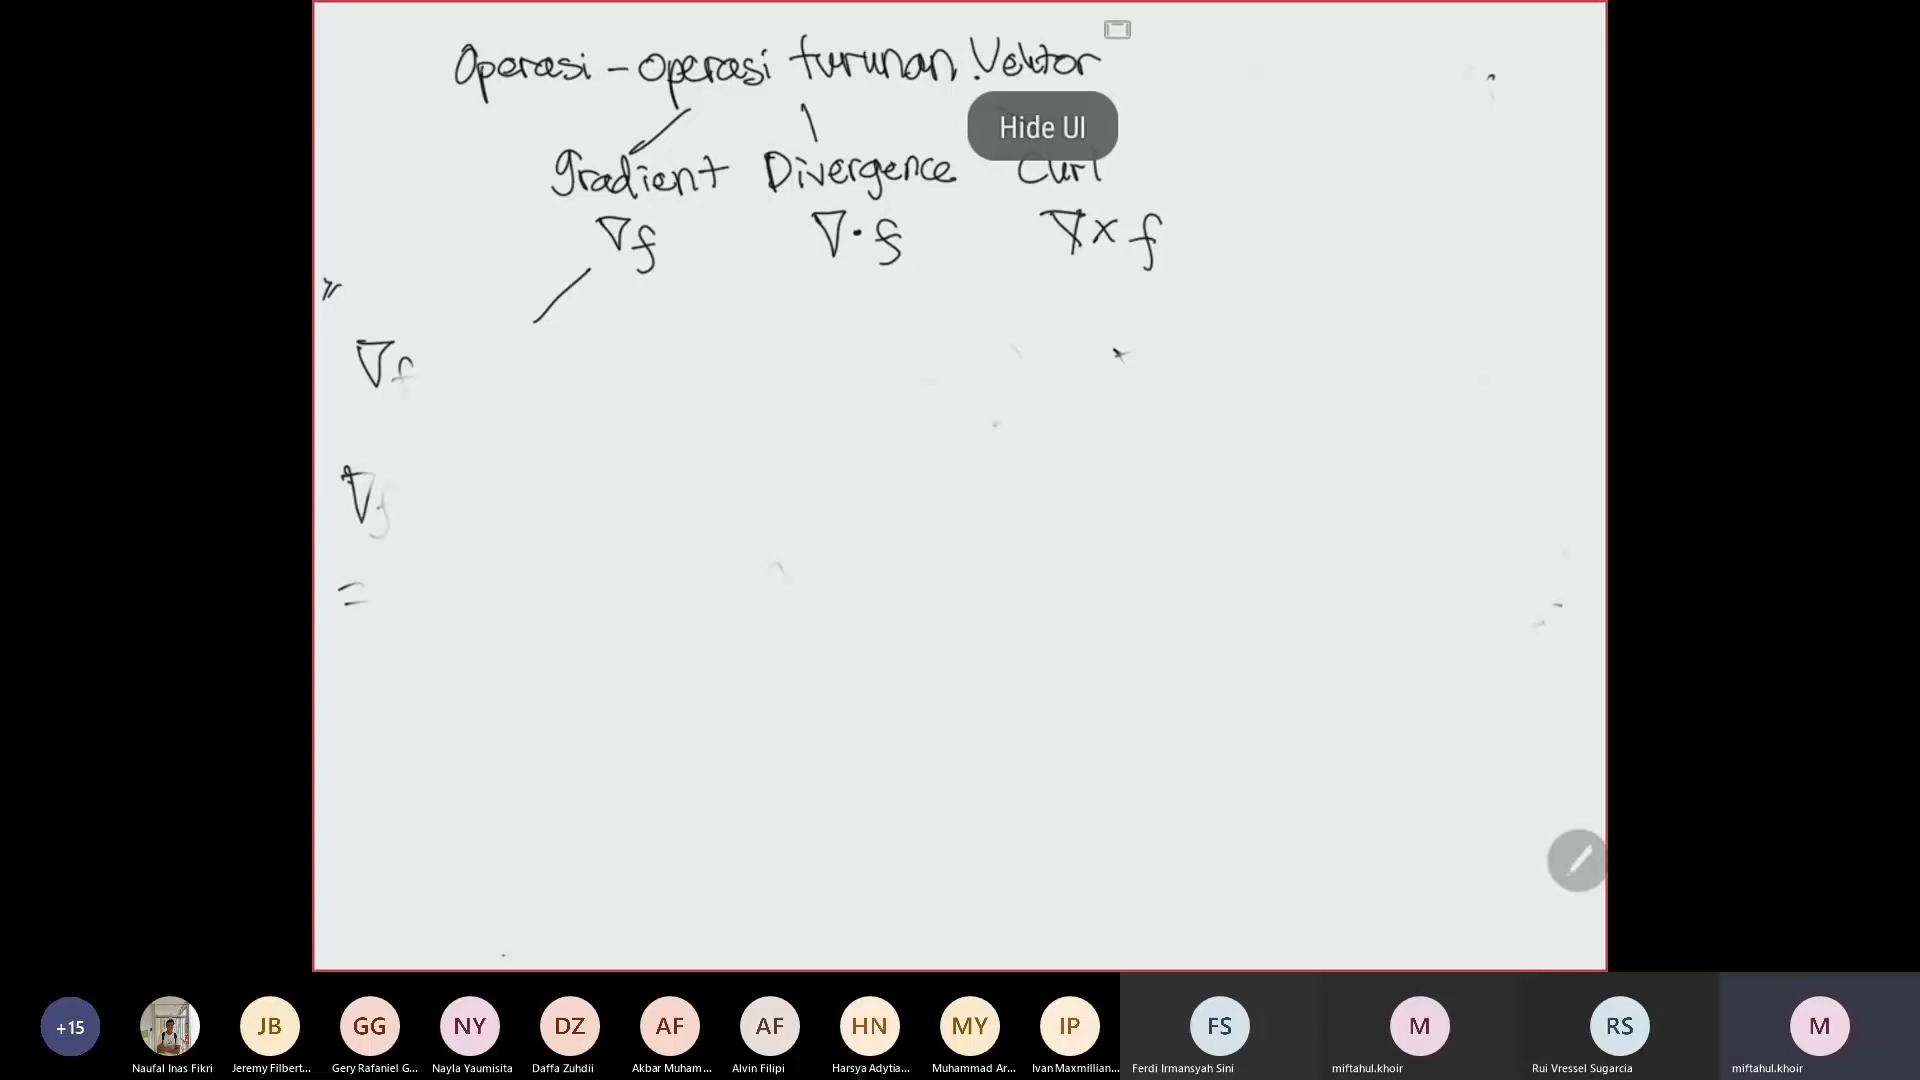 Operasi - operasi turunan Vektor
Hide UI
gradient Divergence Curl
∇f ∇·f ∇×f
∇f
∇f
=
+15 JB GG NY DZ AF AF HN MY IP FS M RS M
Naufal Inas Fikri Jeremy Filbert... Gery Rafaniel G... Nayla Yaumisita Daffa Zuhdii Akbar Muham... Alvin Filipi Harsya Adytia... Muhammad Ar... Ivan Maxmillian... Ferdi Irmansyah Sini miftahul.khoir Rui Vressel Sugarcia miftahul.khoir